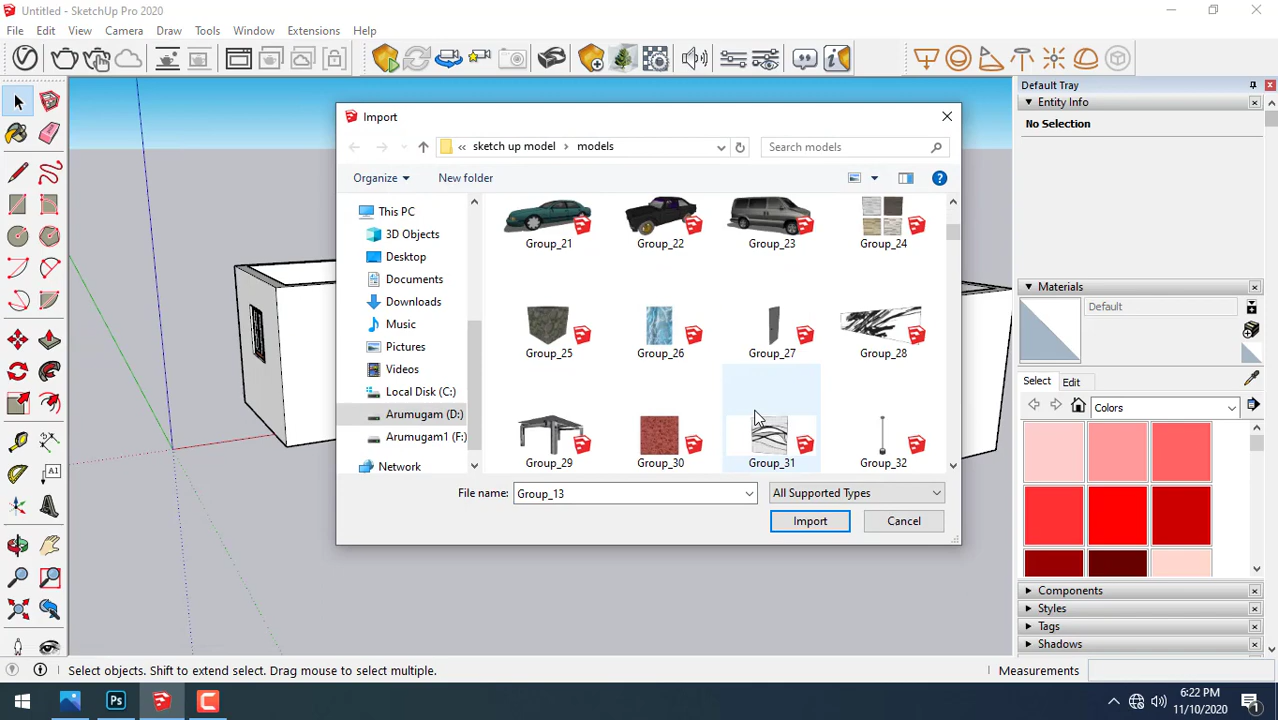 Untitled - SketchUp Pro 2020
File Edit View Camera Draw Tools Window Extensions Help
Import
sketch up model models
Search models
Organize New folder
This PC
3D Objects
Desktop
Documents
Downloads
Music
Pictures
Videos
Local Disk (C:)
Arumugam (D:)
Arumugam1 (F:)
Network
Group_21 Group_22 Group_23 Group_24
Group_25 Group_26 Group_27 Group_28
Group_29 Group_30 Group_31 Group_32
File name: Group_13 All Supported Types
Import Cancel
Default Tray
Entity Info
No Selection
Materials
Default
Select Edit
Colors
Components
Styles
Tags
Shadows
A1
Select objects. Shift to extend select. Drag mouse to select multiple.
Measurements
Ps
6:22 PM
11/10/2020
1